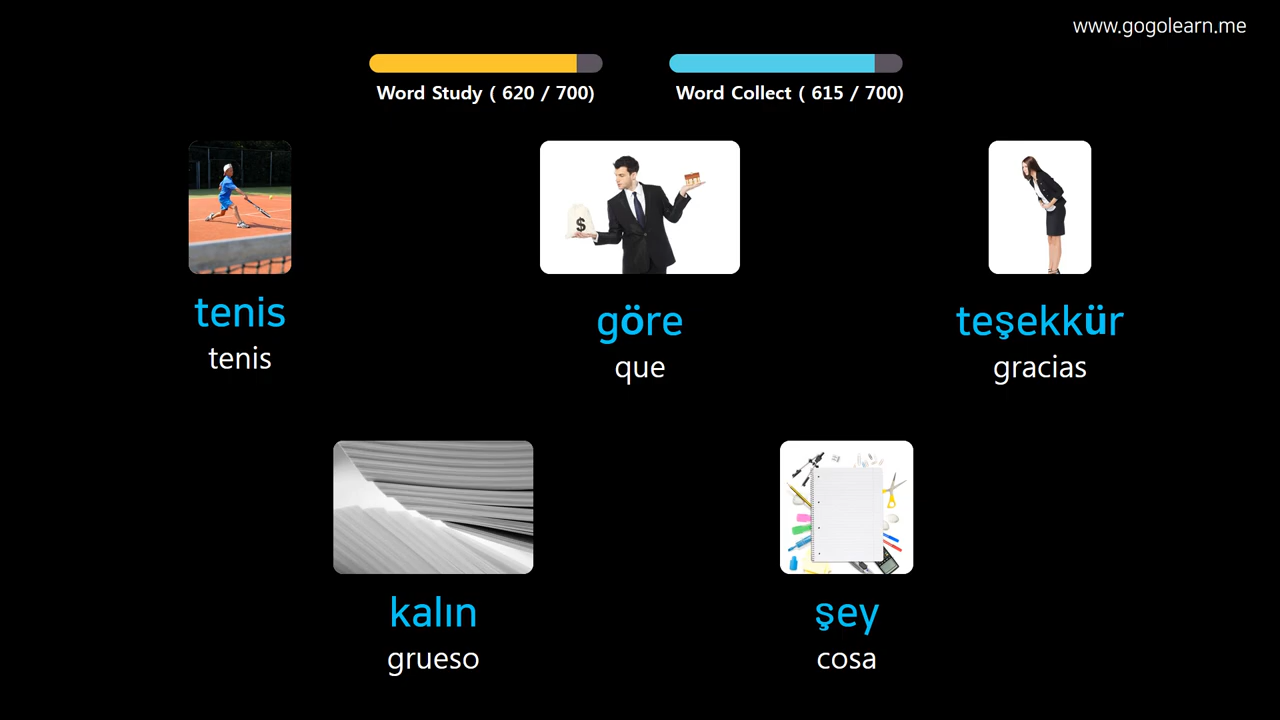 www.gogolearn.me
Word Study ( 620 / 700)
Word Collect ( 615 / 700)
$
tenis
tenis
göre
que
teşekkür
gracias
kalın
grueso
şey
cosa